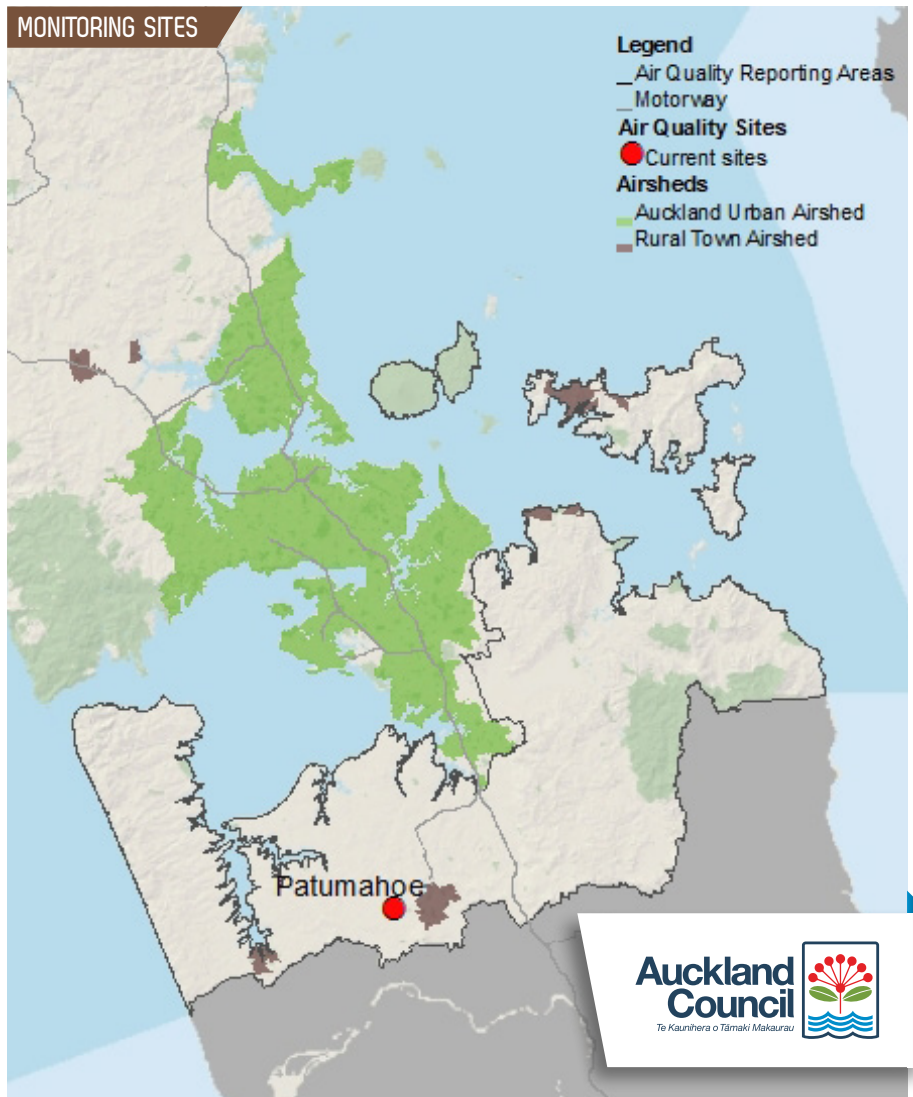 MONITORING SITES
Legend
Air Quality Reporting Areas
Motorway
Air Quality Sites
Current sites
Airsheds
Auckland Urban Airshed
Rural Town Airshed
Patumahoe
Auckland
Council
Te Kaunihera o Tāmaki Makaurau